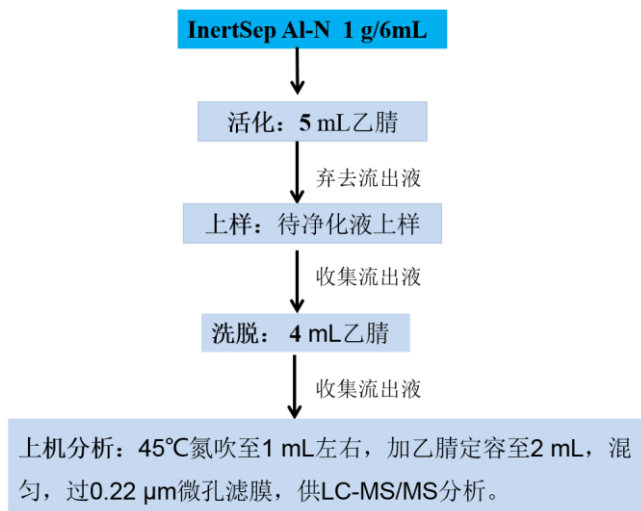 InertSep Al-N 1 g/6mL
活化：5 mL乙腈
弃去流出液
上样：待净化液上样
收集流出液
洗脱： 4 mL乙腈
收集流出液
上机分析：45℃氮吹至1 mL左右，加乙腈定容至2 mL，混
匀，过0.22 μm微孔滤膜，供LC-MS/MS分析。